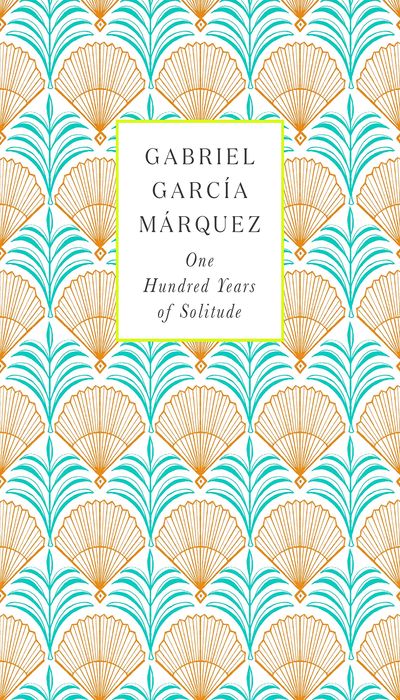 GABRIEL
GARCÍA
MÁRQUEZ
One
Hundred Years
of Solitude